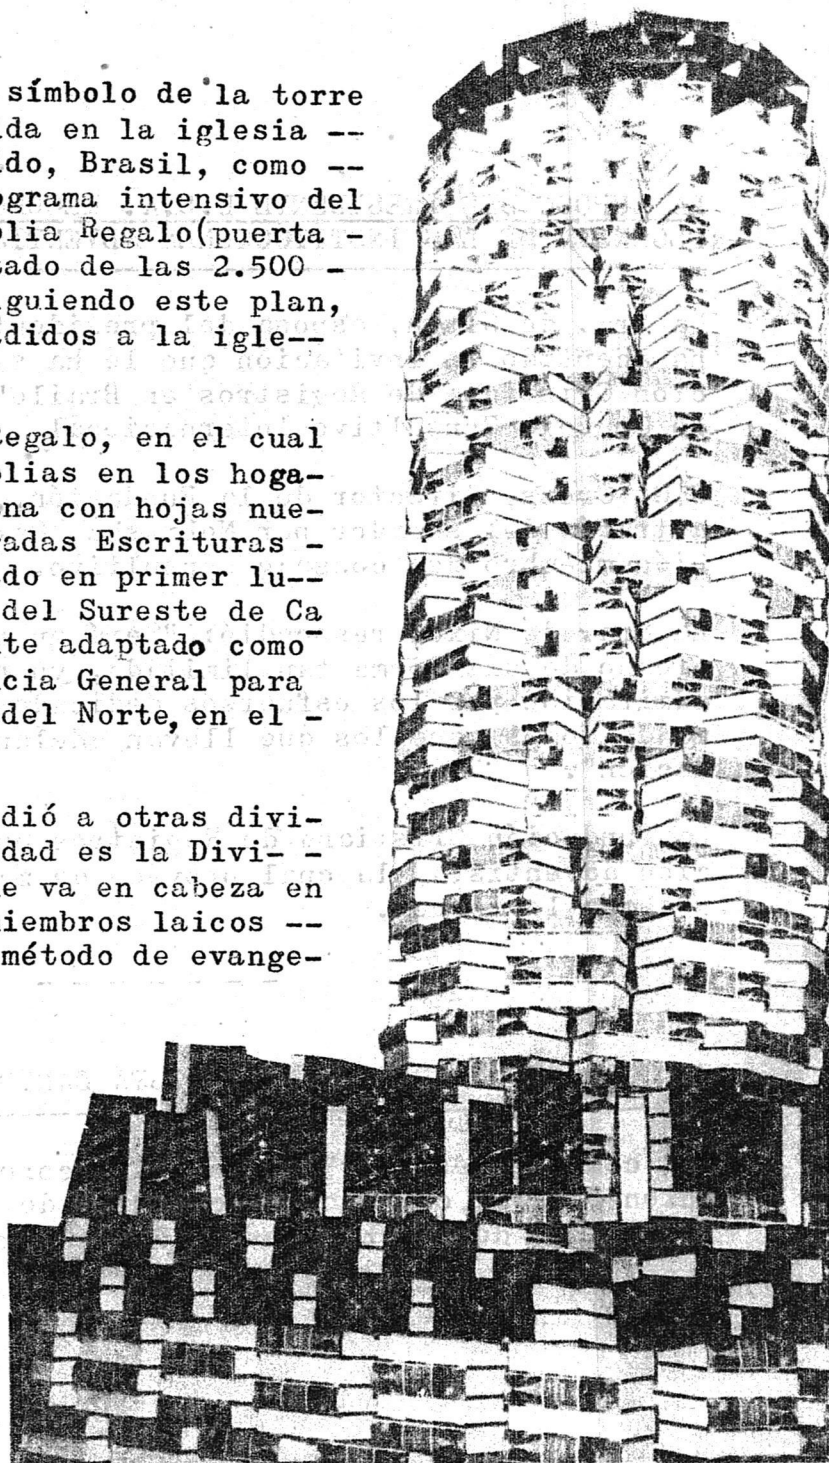 símbolo de la torre
da en la iglesia --
do, Brasil, como --
ograma intensivo del
lia Regalo(puerta -
ado de las 2.500 -
guiendo este plan,
didos a la igle--
egalo, en el cual
lias en los hoga-
na con hojas nue-
radas Escrituras -
do en primer lu--
del Sureste de Ca
te adaptado como
cia General para
del Norte, en el -
dió a otras divi-
dad es la Divi- -
e va en cabeza en
iembros laicos --
método de evange-